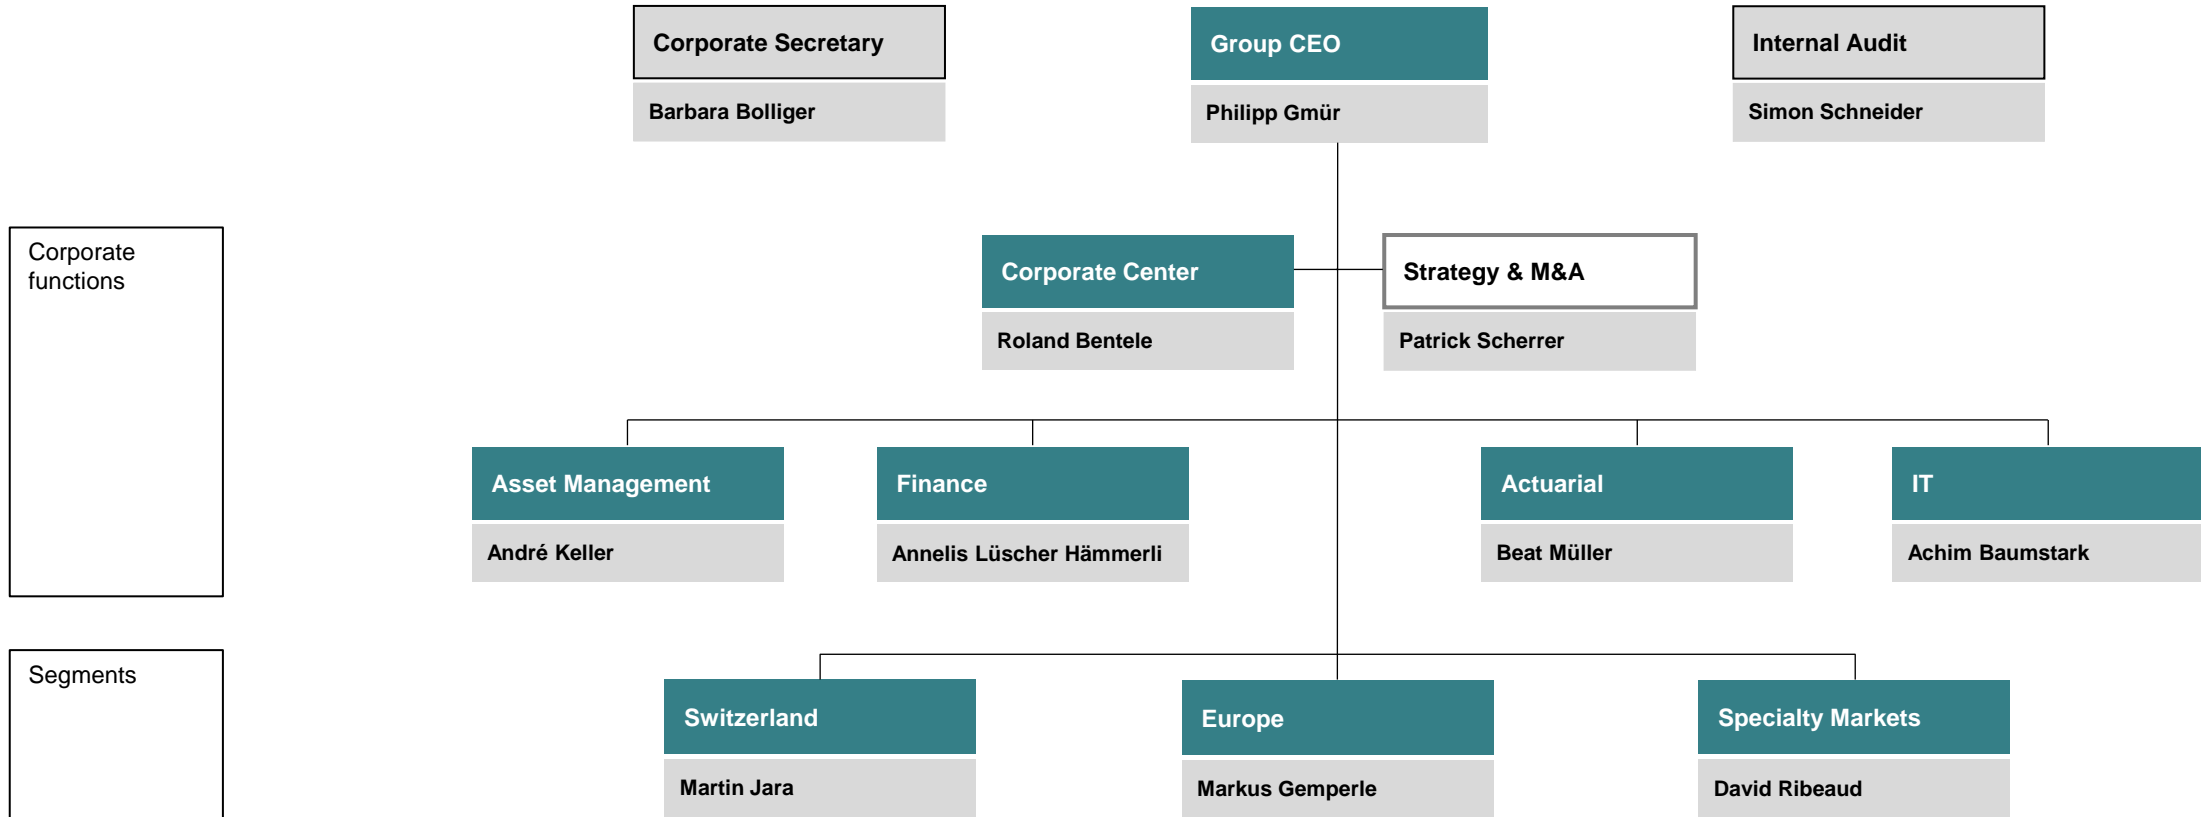 Corporate Secretary
Group CEO
Internal Audit
Barbara Bolliger
Philipp Gmür
Simon Schneider
Corporate
functions
Corporate Center
Strategy & M&A
Roland Bentele
Patrick Scherrer
Asset Management
Finance
Actuarial
IT
André Keller
Annelis Lüscher Hämmerli
Beat Müller
Achim Baumstark
Segments
Switzerland
Europe
Specialty Markets
Martin Jara
Markus Gemperle
David Ribeaud